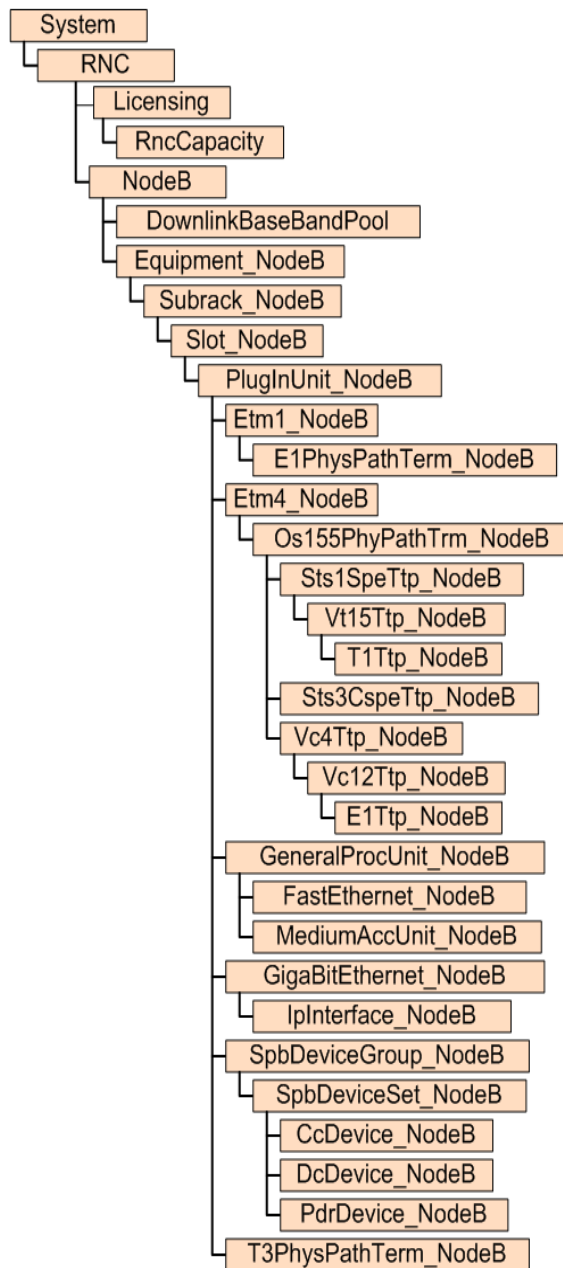 System
RNC
Licensing
RncCapacity
NodeB
DownlinkBaseBandPool
Equipment_NodeB
Subrack_NodeB
Slot_NodeB
PlugInUnit_NodeB
Etm1_NodeB
E1PhysPathTerm_NodeB
Etm4_NodeB
Os155PhyPathTrm_NodeB
Sts1SpeTtp_NodeB
Vt15Ttp_NodeB
T1Ttp_NodeB
Sts3CspeTtp_NodeB
Vc4Ttp_NodeB
Vc12Ttp_NodeB
E1Ttp_NodeB
GeneralProcUnit_NodeB
FastEthernet_NodeB
MediumAccUnit_NodeB
GigaBitEthernet_NodeB
IpInterface_NodeB
SpbDeviceGroup_NodeB
SpbDeviceSet_NodeB
CcDevice_NodeB
DcDevice_NodeB
PdrDevice_NodeB
T3PhysPathTerm_NodeB